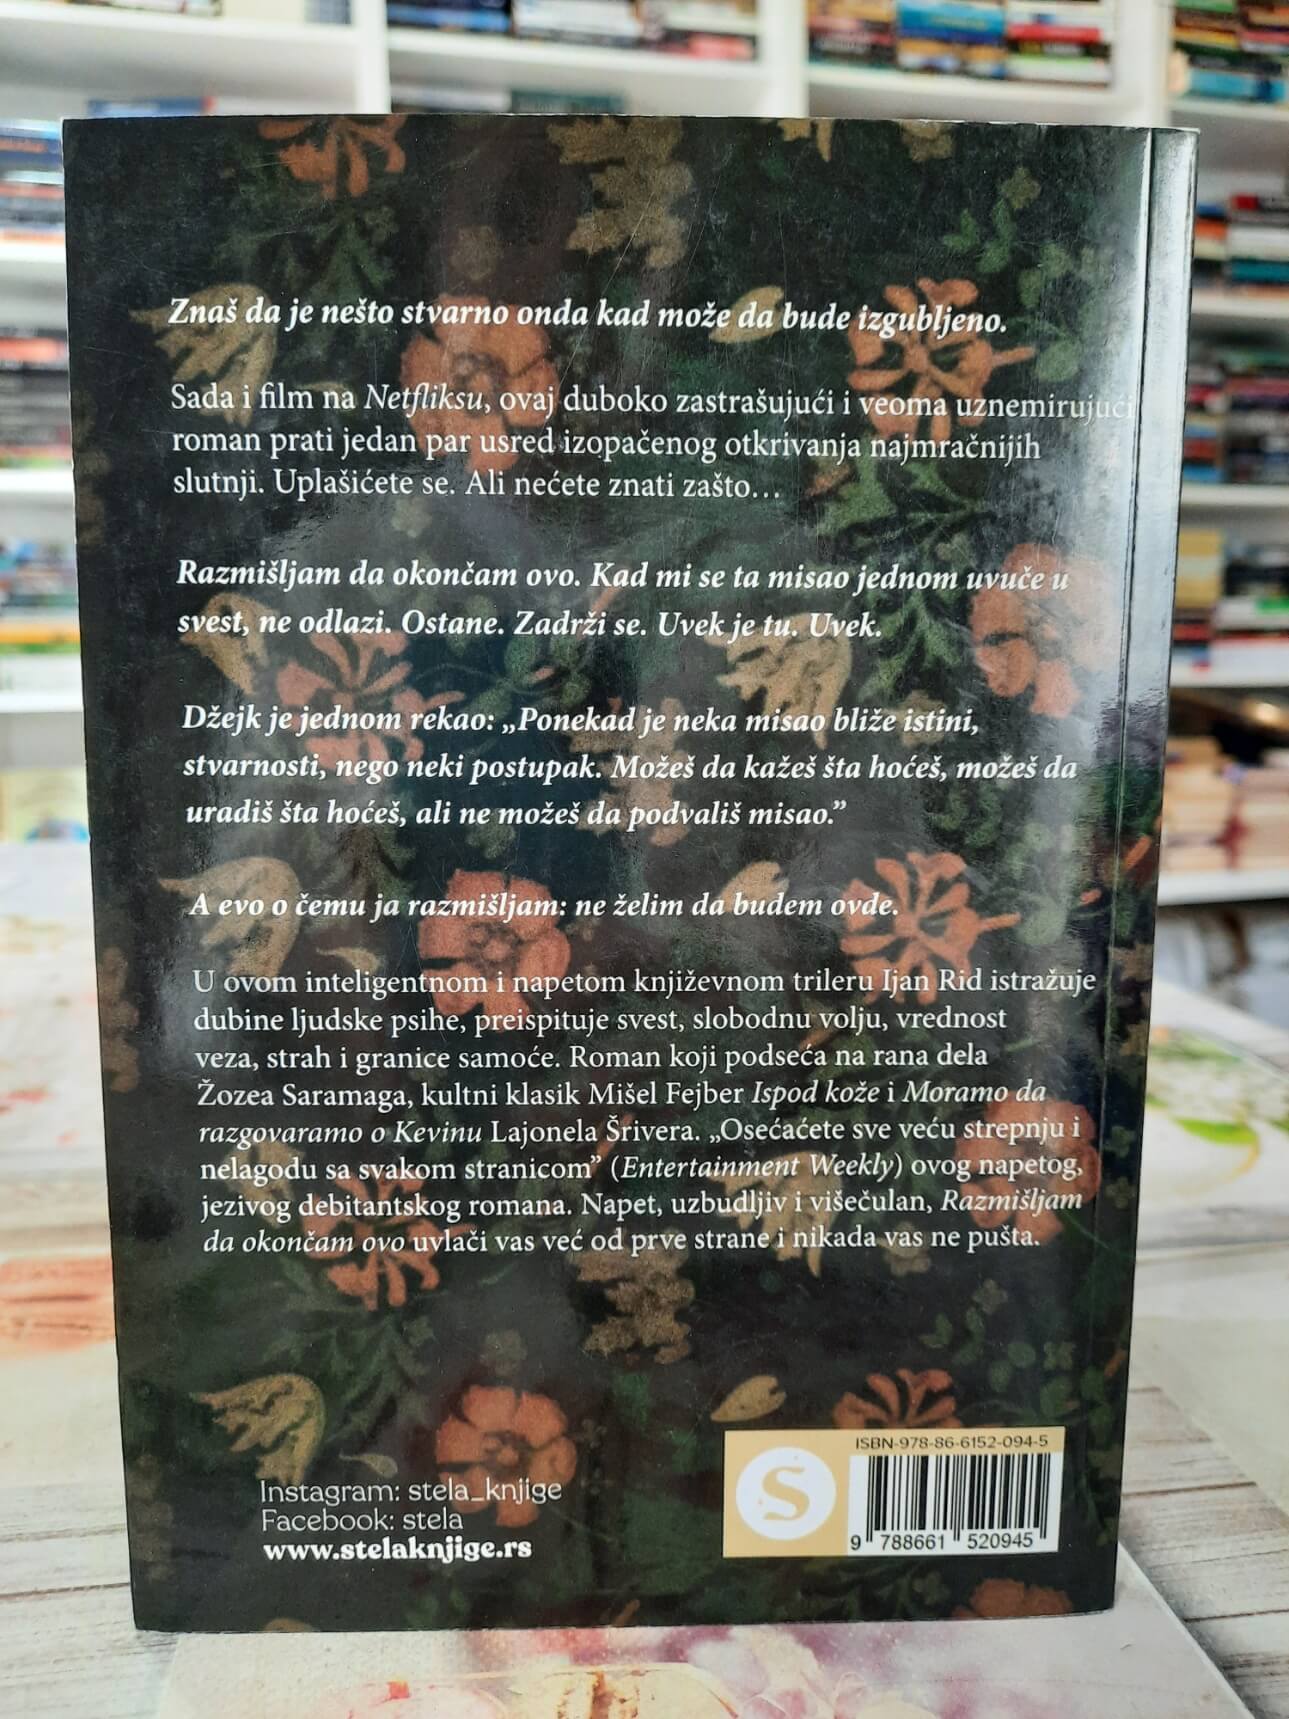 Znaš da je nešto stvarno onda kad može da bude izgubljeno.
Sada i film na Netfliksu, ovaj duboko zastrašujući i veoma uznemirujući
roman prati jedan par usred izopačenog otkrivanja najmračnijih
slutnji. Uplašićete se. Ali nećete znati zašto…
Razmišljam da okončam ovo. Kad mi se ta misao jednom uvuče u
svest, ne odlazi. Ostane. Zadrži se. Uvek je tu. Uvek.
Džejk je jednom rekao: „Ponekad je neka misao bliže istini,
stvarnosti, nego neki postupak. Možeš da kažeš šta hoćeš, možeš da
uradiš šta hoćeš, ali ne možeš da podvališ misao.”
A evo o čemu ja razmišljam: ne želim da budem ovde.
U ovom inteligentnom i napetom književnom trileru Ijan Rid istražuje
dubine ljudske psihe, preispituje svest, slobodnu volju, vrednost
veza, strah i granice samoće. Roman koji podseća na rana dela
Žozea Saramaga, kultni klasik Mišel Fejber Ispod kože i Moramo da
razgovaramo o Kevinu Lajonela Šrivera. „Osećaćete sve veću strepnju i
nelagodu sa svakom stranicom” (Entertainment Weekly) ovog napetog,
jezivog debitantskog romana. Napet, uzbudljiv i višečulan, Razmišljam
da okončam ovo uvlači vas već od prve strane i nikada vas ne pušta.
Instagram: stela_knjige
Facebook: stela
www.stelaknjige.rs
S
ISBN-978-86-6152-094-5
9 788661 520945